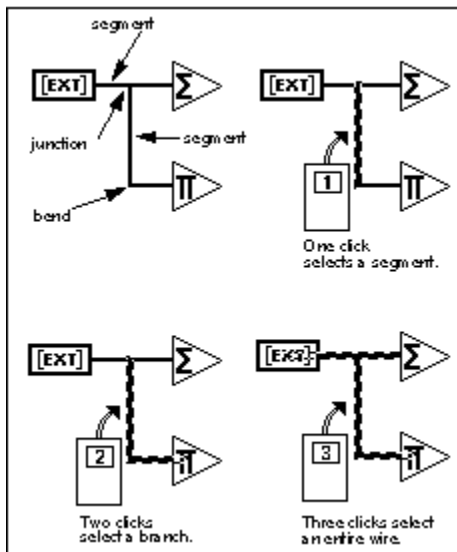 segment
[EXT]
Σ
junction
segment
Π
bend
[EXT]
Σ
1
Π
One click
selects a segment.
[EXT]
Σ
2
Π
Two clicks
select a branch.
[EXT]
Σ
3
Π
Three clicks select
an entire wire.